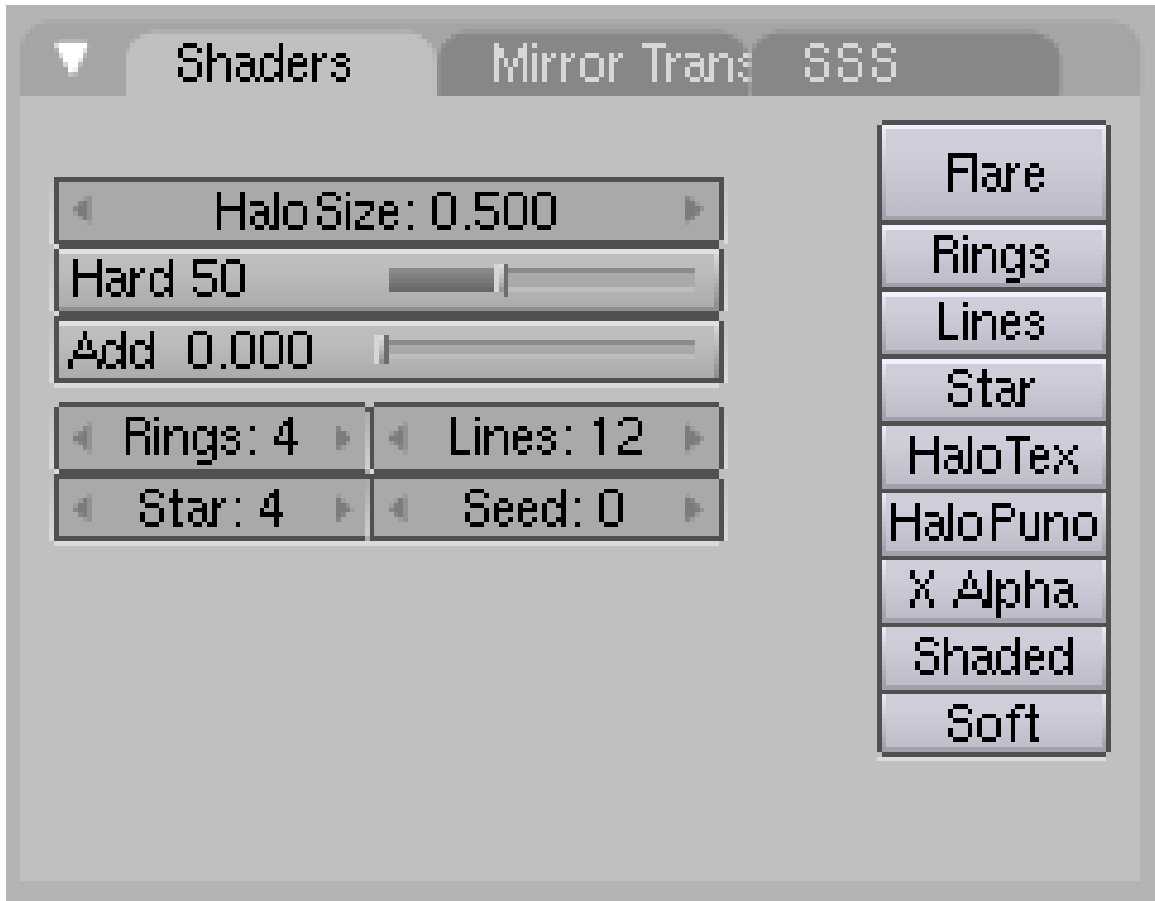 Shaders Mirror Trans SSS
HaloSize: 0.500
Hard 50
Add 0.000
Rings: 4 Lines: 12
Star: 4 Seed: 0
Flare
Rings
Lines
Star
HaloTex
HaloPuno
X Alpha
Shaded
Soft